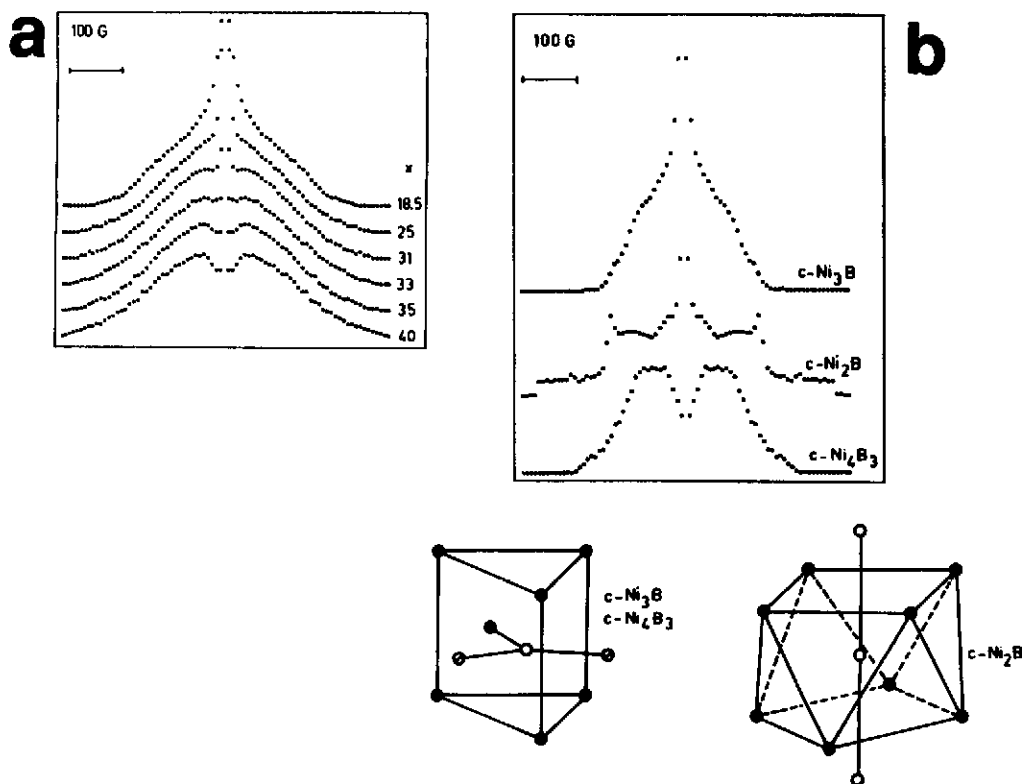 a
100 G
x
18.5
25
31
33
35
40
b
100 G
c-Ni₃B
c-Ni₂B
c-Ni₄B₃
c-Ni₃B
c-Ni₄B₃
c-Ni₂B